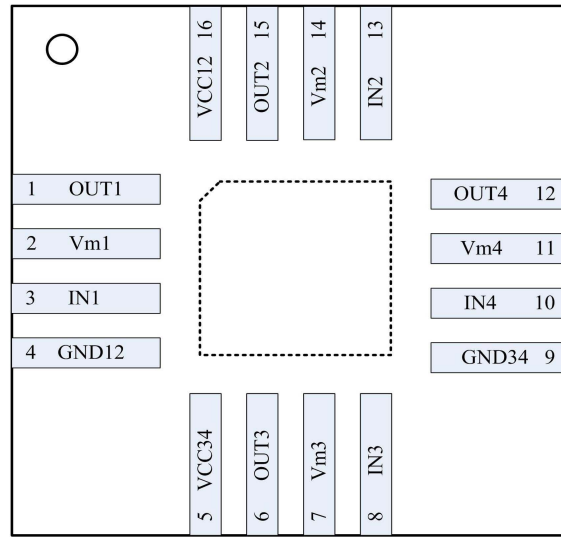 16 VCC12
15 OUT2
14 Vm2
13 IN2
1 OUT1
2 Vm1
3 IN1
4 GND12
OUT4 12
Vm4 11
IN4 10
GND34 9
5 VCC34
6 OUT3
7 Vm3
8 IN3